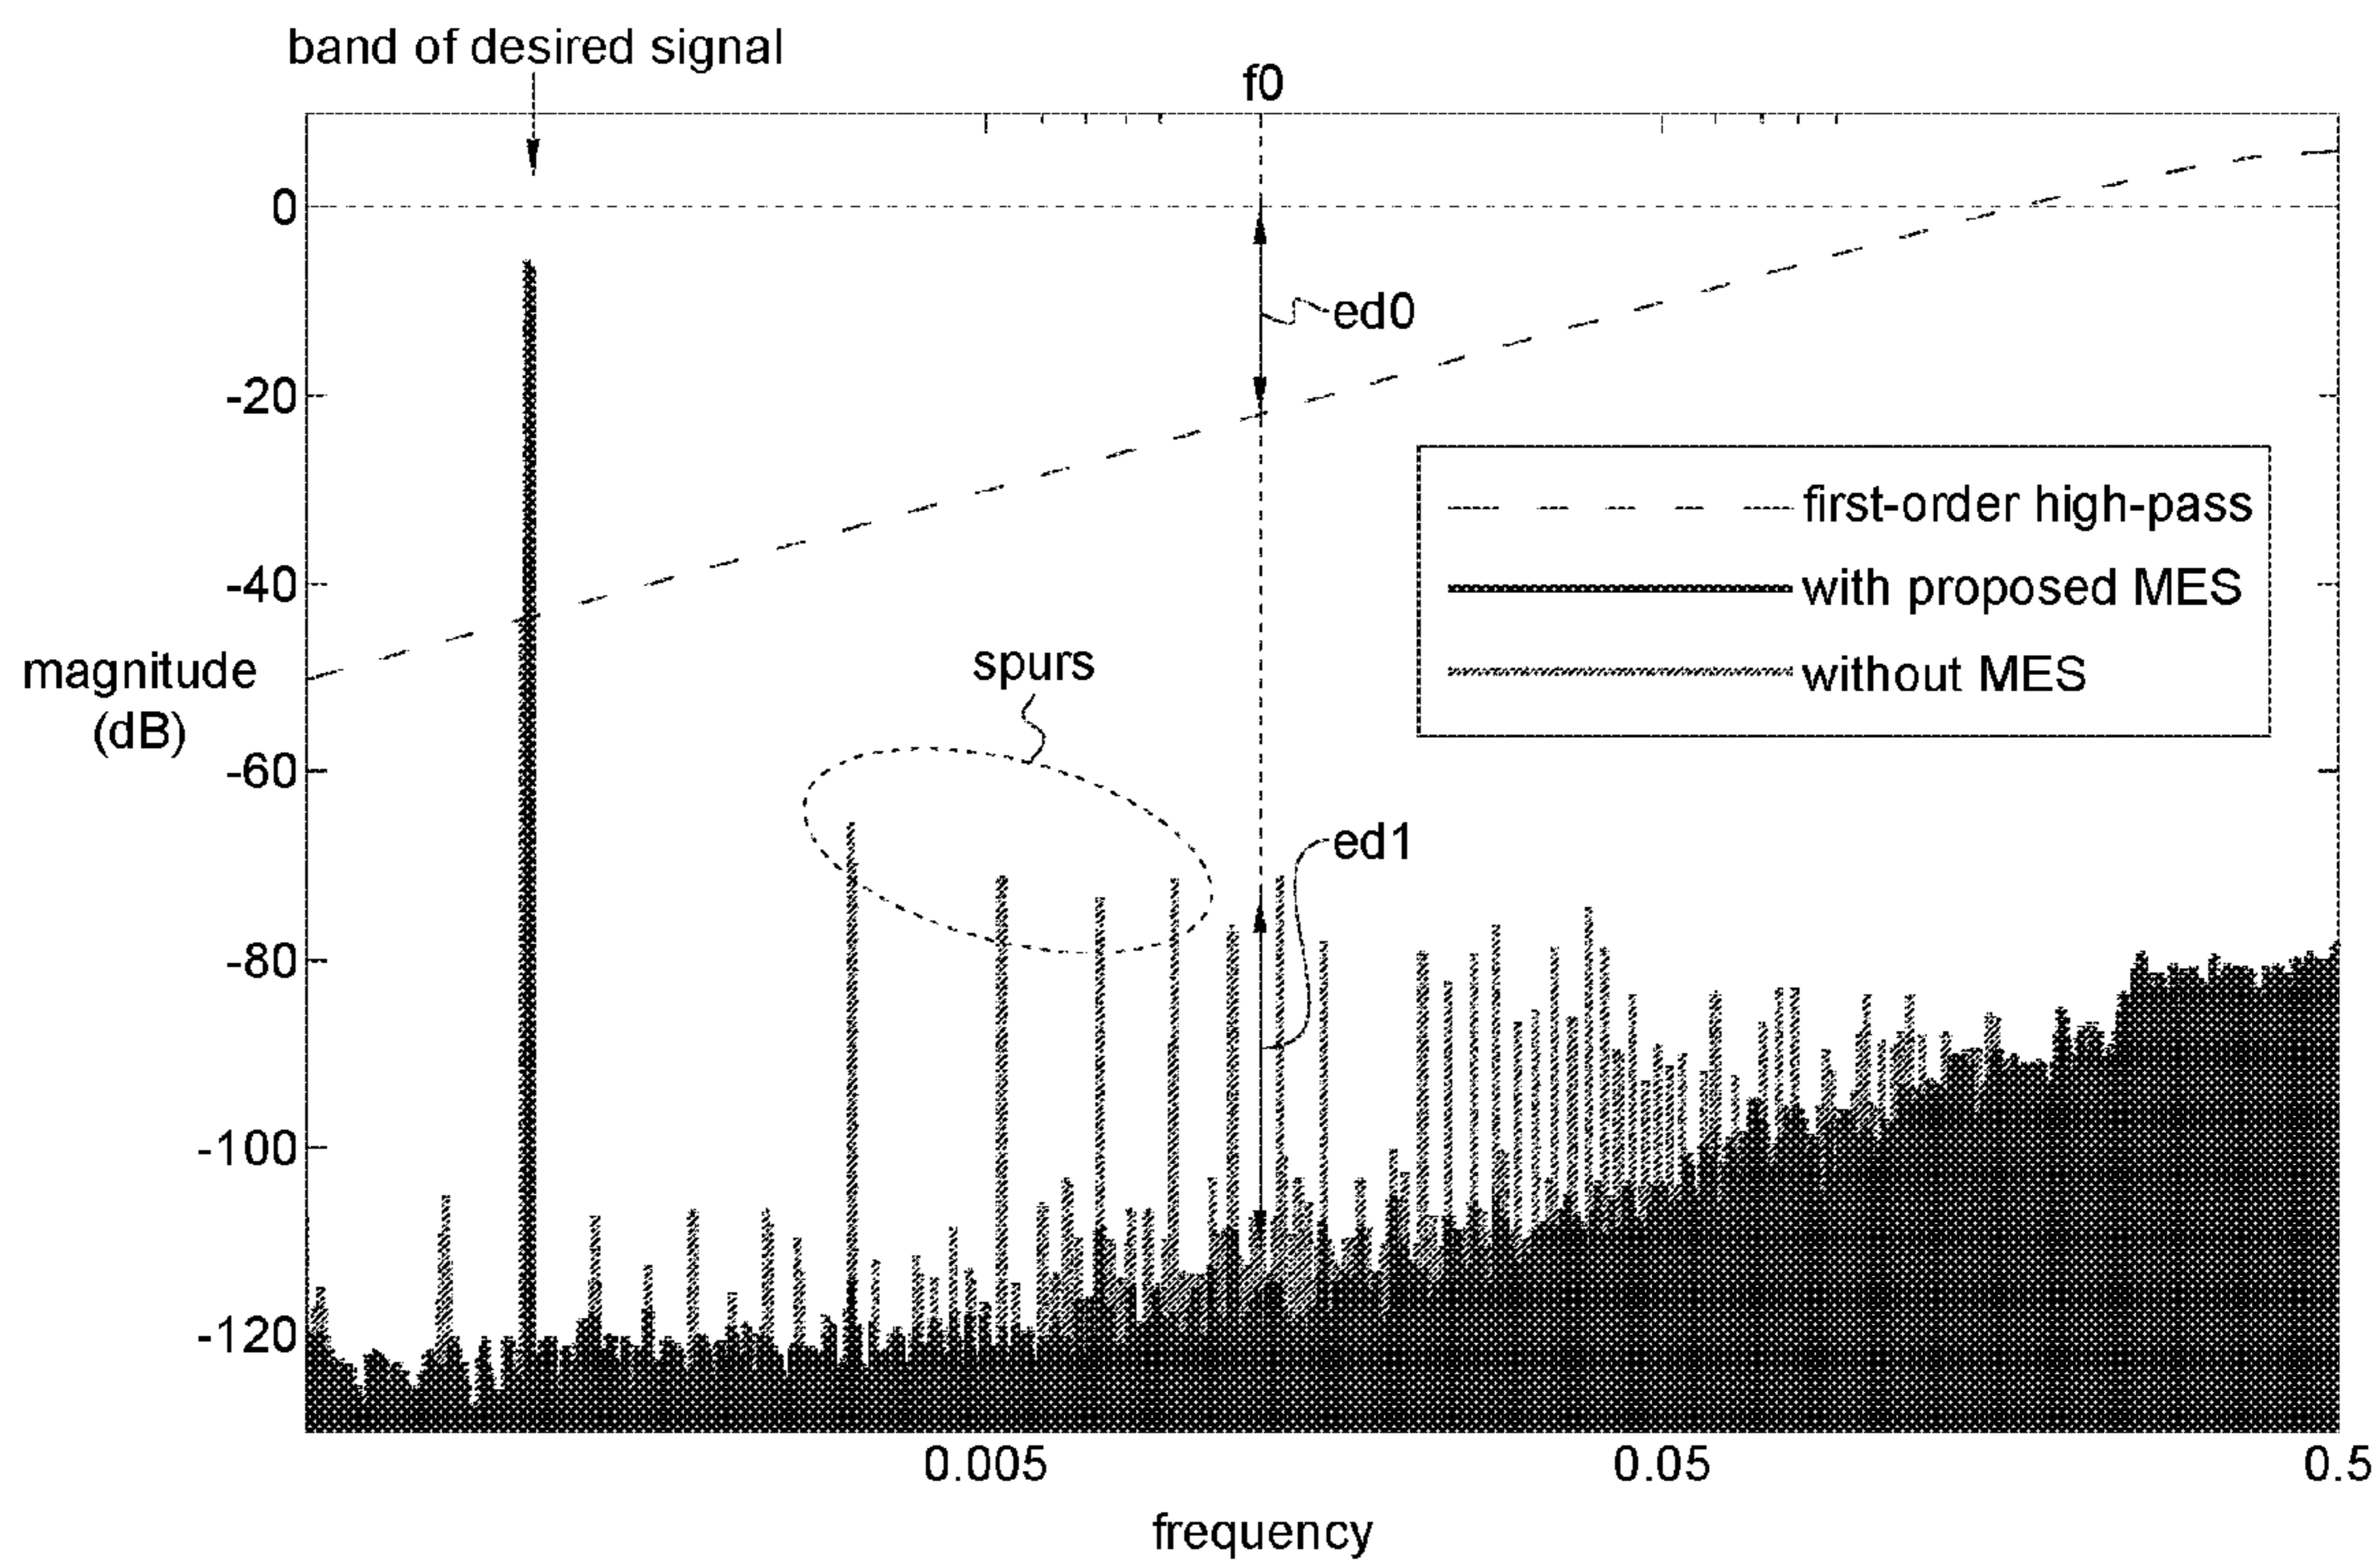 band of desired signal
f0
0
ed0
-20
first-order high-pass
with proposed MES
without MES
-40
magnitude
(dB)
spurs
-60
ed1
-80
-100
-120
0.005
0.05
0.5
frequency